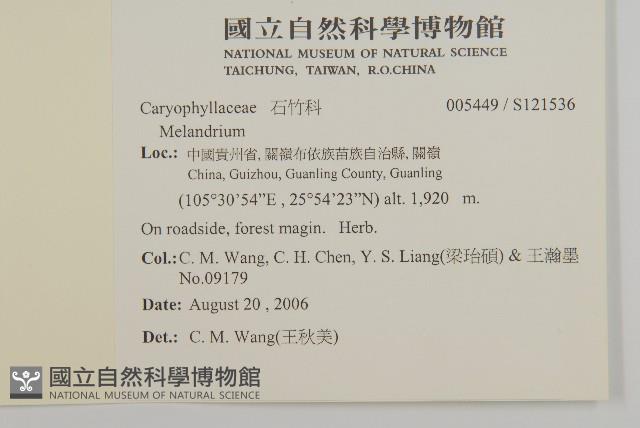 國立自然科學博物館
NATIONAL MUSEUM OF NATURAL SCIENCE
TAICHUNG, TAIWAN, R.O.CHINA
Caryophyllaceae 石竹科 005449 / S121536
Melandrium
Loc.: 中國貴州省, 關嶺布依族苗族自治縣, 關嶺
China, Guizhou, Guanling County, Guanling
(105°30'54”E , 25°54'23”N) alt. 1,920 m.
On roadside, forest magin. Herb.
Col.: C. M. Wang, C. H. Chen, Y. S. Liang(梁珆碩) & 王瀚墨
No.09179
Date: August 20 , 2006
Det.: C. M. Wang(王秋美)
國立自然科學博物館
NATIONAL MUSEUM OF NATURAL SCIENCE